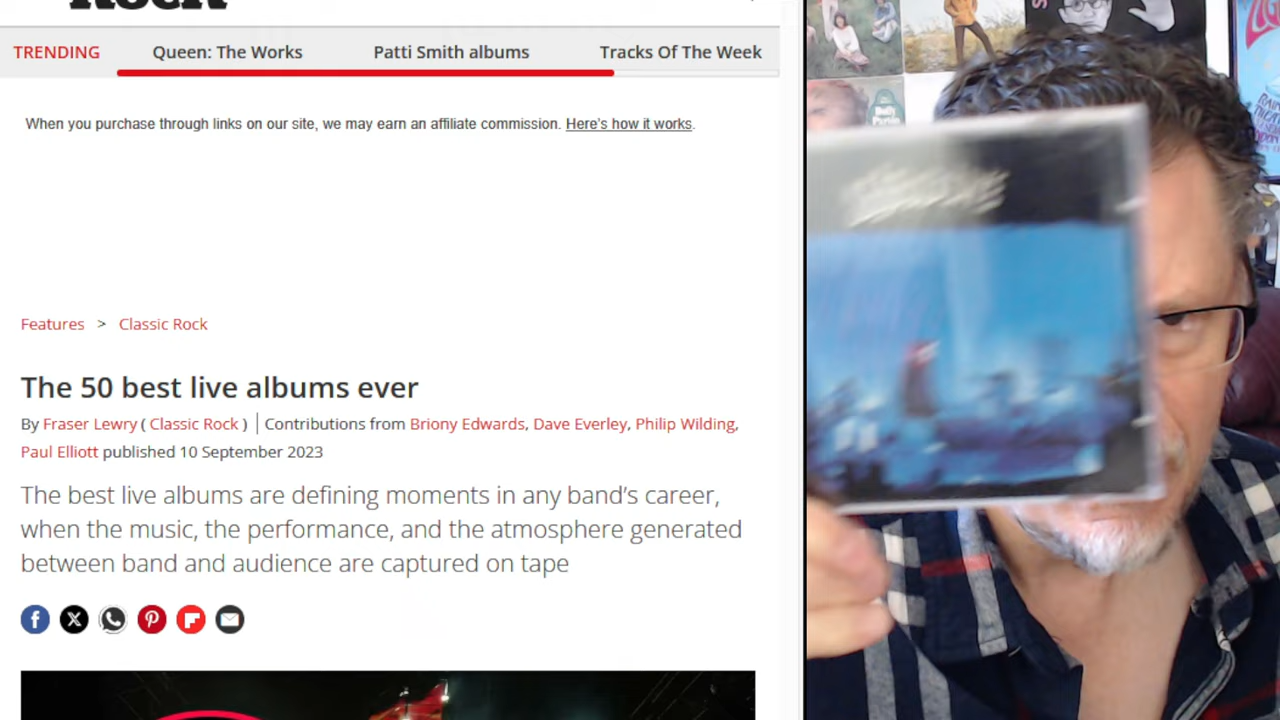 Rock
TRENDING Queen: The Works Patti Smith albums Tracks Of The Week
When you purchase through links on our site, we may earn an affiliate commission. Here's how it works.
Features > Classic Rock
The 50 best live albums ever
By Fraser Lewry ( Classic Rock ) | Contributions from Briony Edwards, Dave Everley, Philip Wilding,
Paul Elliott published 10 September 2023
The best live albums are defining moments in any band’s career,
when the music, the performance, and the atmosphere generated
between band and audience are captured on tape